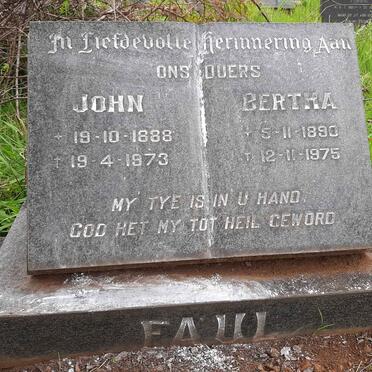 In Liefdevolle Herinnering Aan
ONS OUERS
JOHN
* 19-10-1888
† 19-4-1973
BERTHA
* 5-11-1890
† 12-11-1975
MY TYE IS IN U HAND.
GOD HET MY TOT HEIL GEWORD.
FAUL